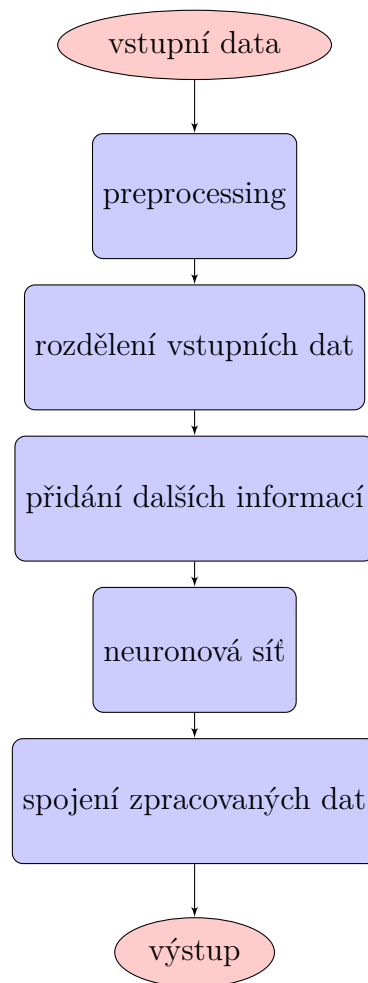 vstupní data
preprocessing
rozdělení vstupních dat
přidání dalších informací
neuronová síť
spojení zpracovaných dat
výstup